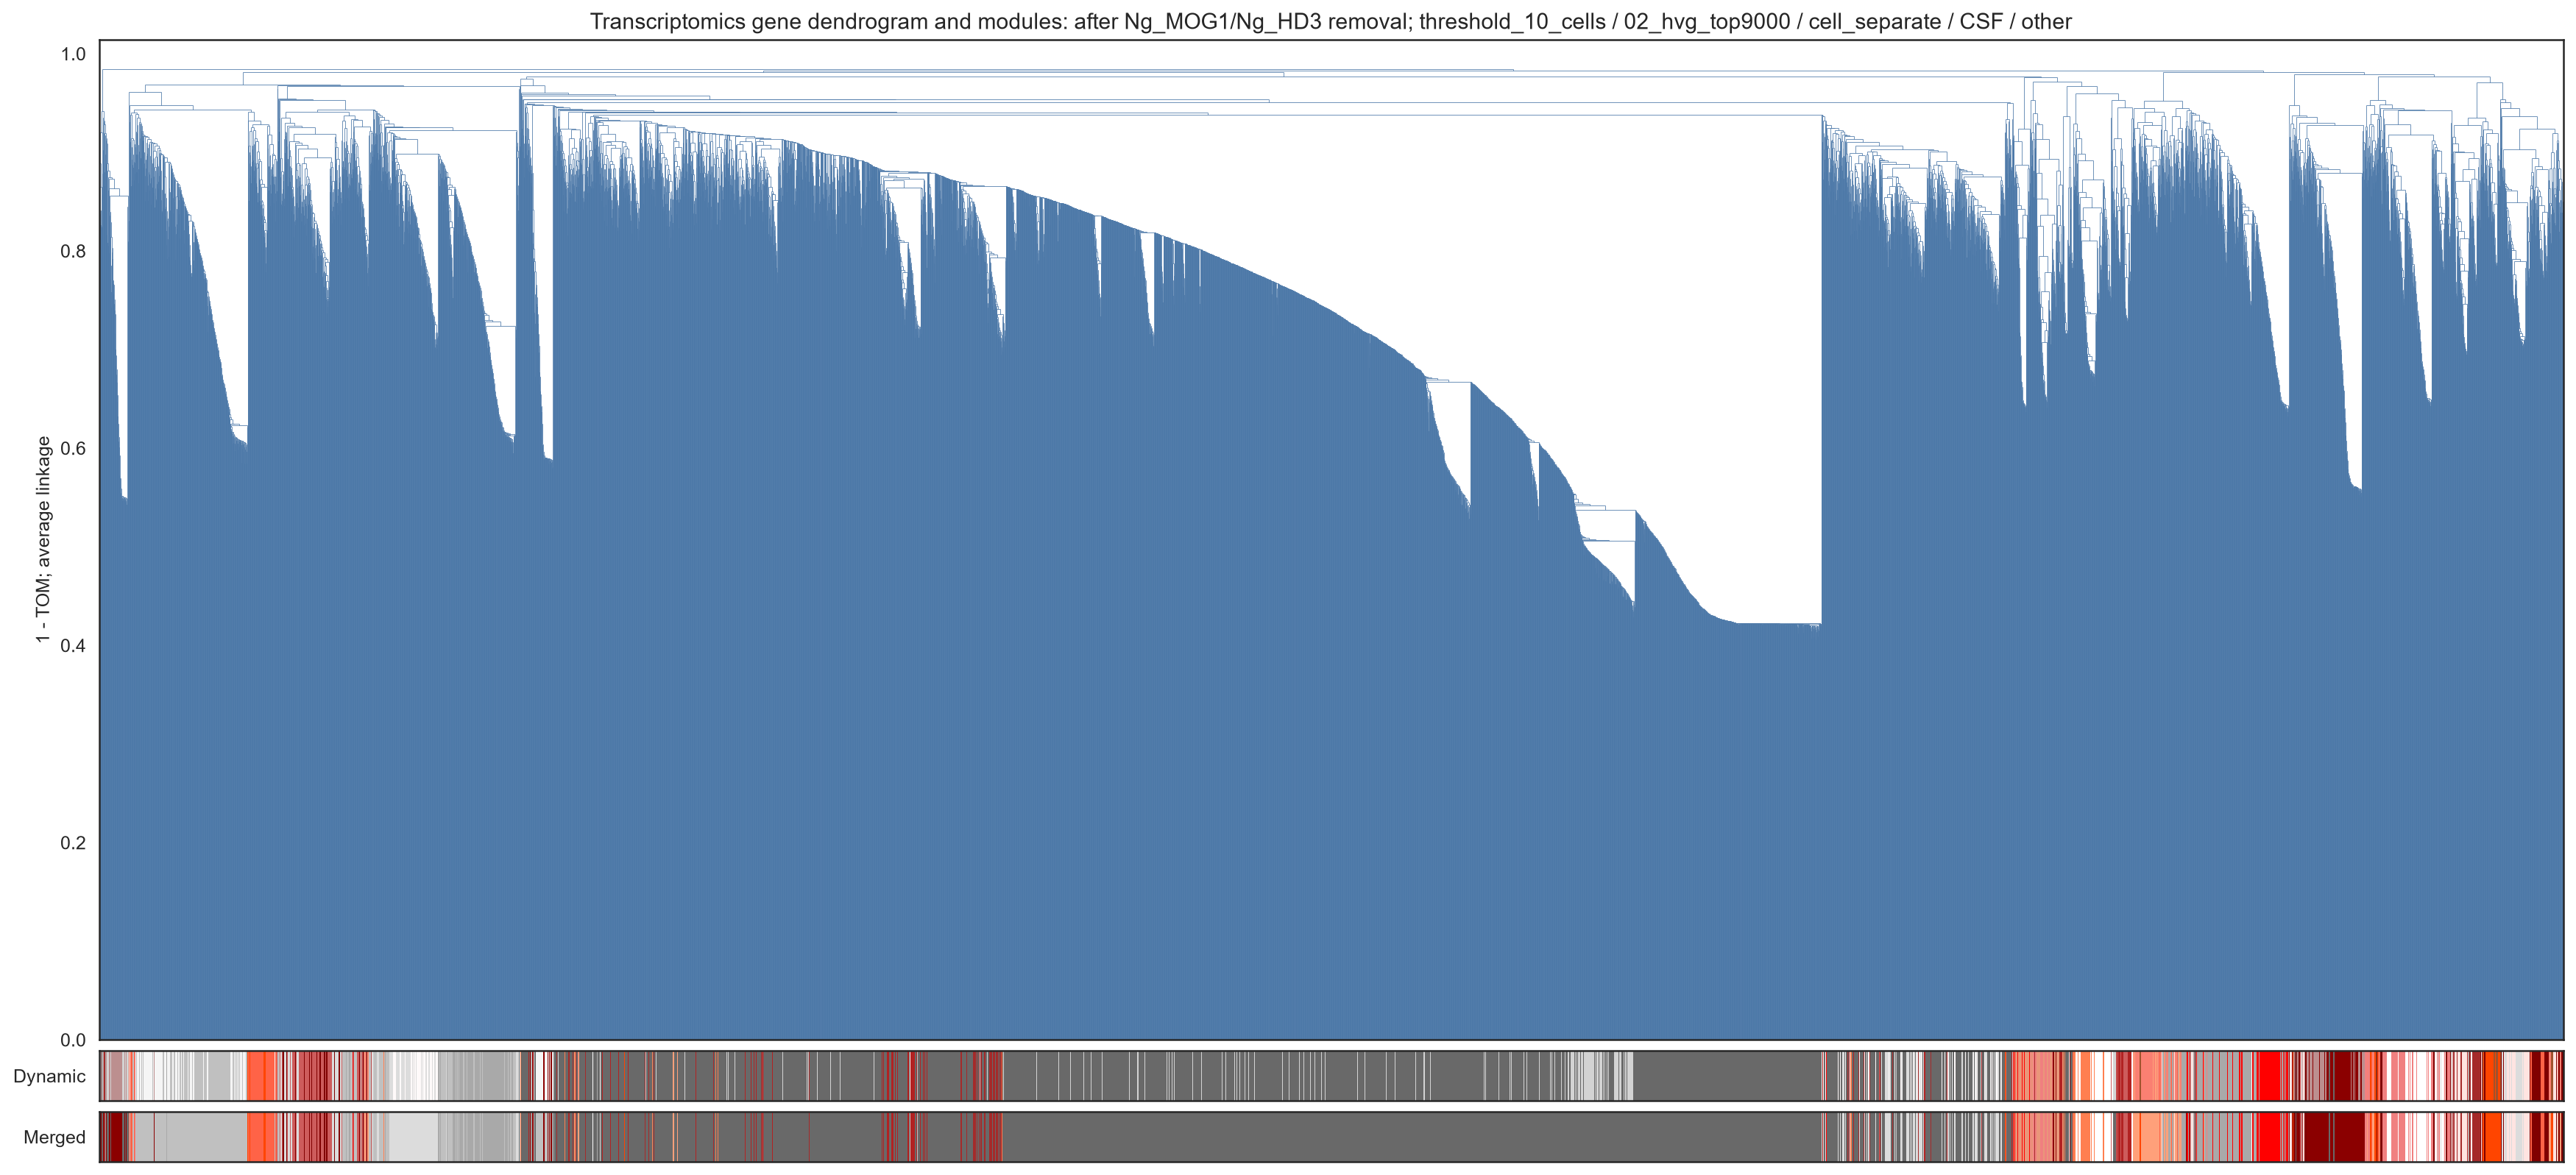 Transcriptomics gene dendrogram and modules: after Ng_MOG1/Ng_HD3 removal; threshold_10_cells / 02_hvg_top9000 / cell_separate / CSF / other
1.0
0.8
0.6
0.4
0.2
0.0
1 - TOM; average linkage
Dynamic
Merged